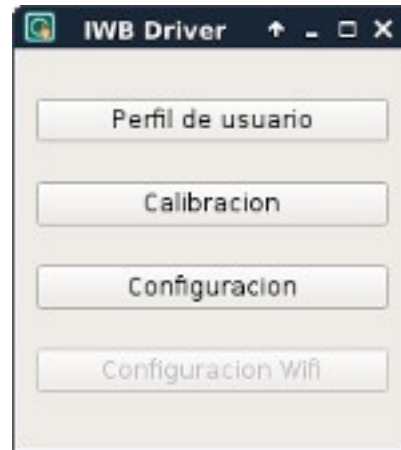 IWB Driver
Perfil de usuario
Calibracion
Configuracion
Configuracion Wifi